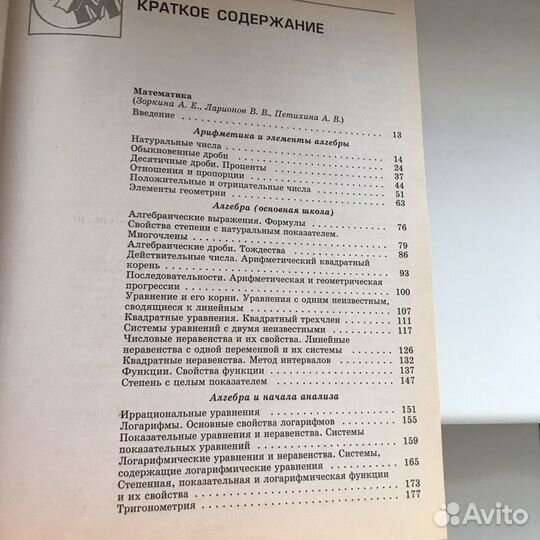 КРАТКОЕ СОДЕРЖАНИЕ
Математика
(Зоркина А. Е., Ларионов В. В., Петихина А. В.)
Введение 13
Арифметика и элементы алгебры
Натуральные числа 14
Обыкновенные дроби 24
Десятичные дроби. Проценты 37
Отношения и пропорции 44
Положительные и отрицательные числа 51
Элементы геометрии 63
Алгебра (основная школа)
Алгебраические выражения. Формулы 76
Свойства степени с натуральным показателем.
Многочлены 79
Алгебраические дроби. Тождества 86
Действительные числа. Арифметический квадратный
корень 93
Последовательности. Арифметическая и геометрическая
прогрессии 100
Уравнение и его корни. Уравнения с одним неизвестным,
сводящиеся к линейным 107
Квадратные уравнения. Квадратный трехчлен 111
Системы уравнений с двумя неизвестными 117
Числовые неравенства и их свойства. Линейные
неравенства с одной переменной и их системы 126
Квадратные неравенства. Метод интервалов 132
Функции. Свойства функции 137
Степень с целым показателем 147
Алгебра и начала анализа
Иррациональные уравнения 151
Логарифмы. Основные свойства логарифмов 155
Показательные уравнения и неравенства. Системы
показательных уравнений 159
Логарифмические уравнения и неравенства. Системы,
содержащие логарифмические уравнения 165
Степенная, показательная и логарифмическая функции
и их свойства 173
Тригонометрия 177
Avito